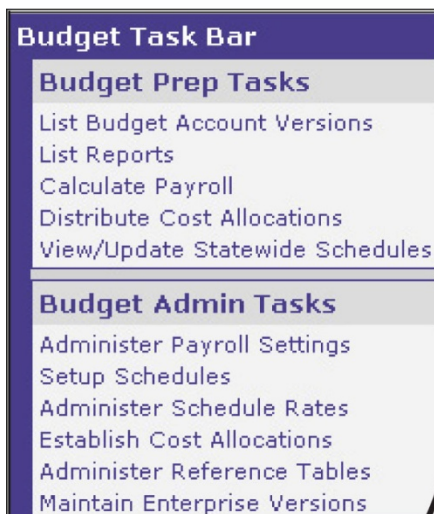 Budget Task Bar
Budget Prep Tasks
List Budget Account Versions
List Reports
Calculate Payroll
Distribute Cost Allocations
View/Update Statewide Schedules
Budget Admin Tasks
Administer Payroll Settings
Setup Schedules
Administer Schedule Rates
Establish Cost Allocations
Administer Reference Tables
Maintain Enterprise Versions